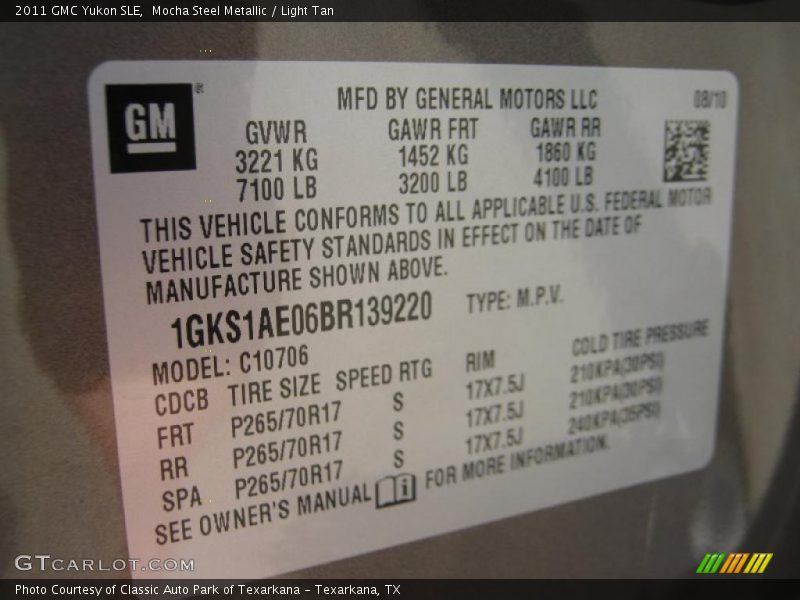 2011 GMC Yukon SLE,  Mocha Steel Metallic / Light Tan
GM ®
MFD BY GENERAL MOTORS LLC 08/10
GVWR GAWR FRT GAWR RR
3221 KG 1452 KG 1860 KG
7100 LB 3200 LB 4100 LB
THIS VEHICLE CONFORMS TO ALL APPLICABLE U.S. FEDERAL MOTOR
VEHICLE SAFETY STANDARDS IN EFFECT ON THE DATE OF
MANUFACTURE SHOWN ABOVE.
1GKS1AE06BR139220 TYPE: M.P.V.
MODEL: C10706
CDCB TIRE SIZE SPEED RTG RIM COLD TIRE PRESSURE
FRT P265/70R17 S 17X7.5J 210KPA(30PSI)
RR P265/70R17 S 17X7.5J 210KPA(30PSI)
SPA P265/70R17 S 17X7.5J 240KPA(35PSI)
SEE OWNER'S MANUAL i FOR MORE INFORMATION.
GTCARLOT.COM
Photo Courtesy of Classic Auto Park of Texarkana – Texarkana, TX